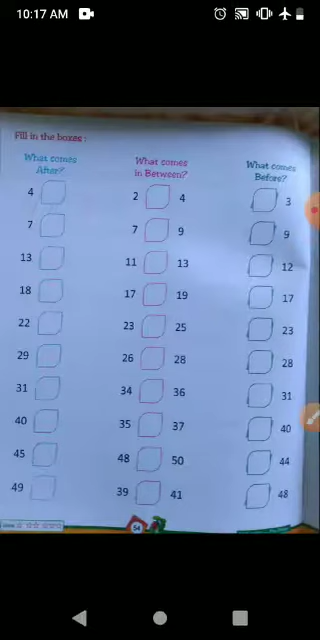 10:17 AM
Fill in the boxes :
What comes After?
What comes in Between?
What comes Before?
4 2 4 3
7 7 9 9
13 11 13 12
18 17 19 17
22 23 25 23
29 26 28 28
31 34 36 31
40 35 37 40
45 48 50 44
49 39 41 48
54